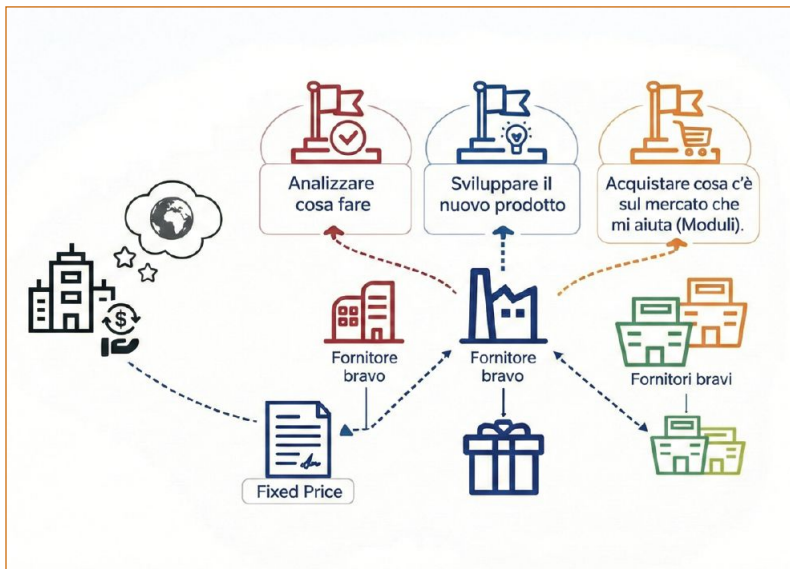 Analizzare
cosa fare
Sviluppare il
nuovo prodotto
Acquistare cosa c'è
sul mercato che
mi aiuta (Moduli).
$
Fornitore
bravo
Fornitore
bravo
Fornitori bravi
Fixed Price